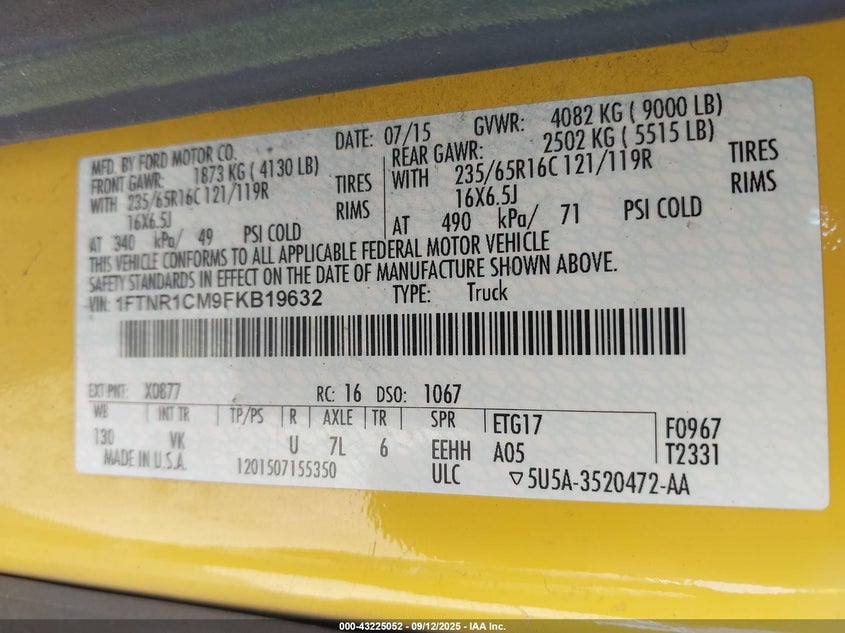 MFD. BY FORD MOTOR CO. DATE: 07/15 GVWR: 4082 KG ( 9000 LB)
FRONT GAWR: 1873 KG ( 4130 LB) REAR GAWR: 2502 KG ( 5515 LB)
WITH 235/65R16C 121/119R TIRES WITH 235/65R16C 121/119R TIRES
16X6.5J RIMS 16X6.5J RIMS
AT 340 kPa/ 49 PSI COLD AT 490 kPa/ 71 PSI COLD
THIS VEHICLE CONFORMS TO ALL APPLICABLE FEDERAL MOTOR VEHICLE
SAFETY STANDARDS IN EFFECT ON THE DATE OF MANUFACTURE SHOWN ABOVE.
VIN: 1FTNR1CM9FKB19632 TYPE: Truck
EXT PNT: XD877 RC: 16 DSO: 1067
WB INT TR TP/PS R AXLE TR SPR ETG17 F0967
130 VK U 7L 6 EEHH A05 T2331
MADE IN U.S.A. 1201507155350 ULC ▽5U5A-3520472-AA
000-43225052 - 09/12/2025 - IAA Inc.